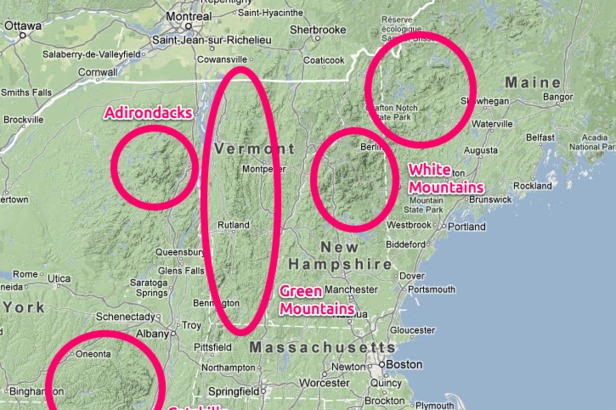 Repentigny
Saint-Hyacinthe
Ottawa
Montreal
Saint-Jean-sur-Richelieu
Sherbrooke
Réserve
écologique
Salaberry-de-Valleyfield
Cowansville
Coaticook
Cornwall
Maine
Smiths Falls
Skowhegan
Bangor
Adirondacks
Grafton Notch
State Park
Brockville
Waterville
Belfast
Acadia
National Par
Vermont
Berlin
Augusta
Montpelier
White
Mountains
Rockland
ertown
Mountain
State Park
Brunswick
Rutland
Westbrook
Portland
New
Hampshire
Biddeford
Queensbury
Glens Falls
Rome
Utica
neida
Saratoga
Springs
Dover
Portsmouth
Green
Mountains
Manchester
Bennington
York
Schenectady
Troy
Nashua
Albany
Gloucester
Pittsfield
Massachusetts
Oneonta
Northampton
Newton
Boston
Binghamton
Worcester
Quincy
Springfield
Brockton
Plymouth